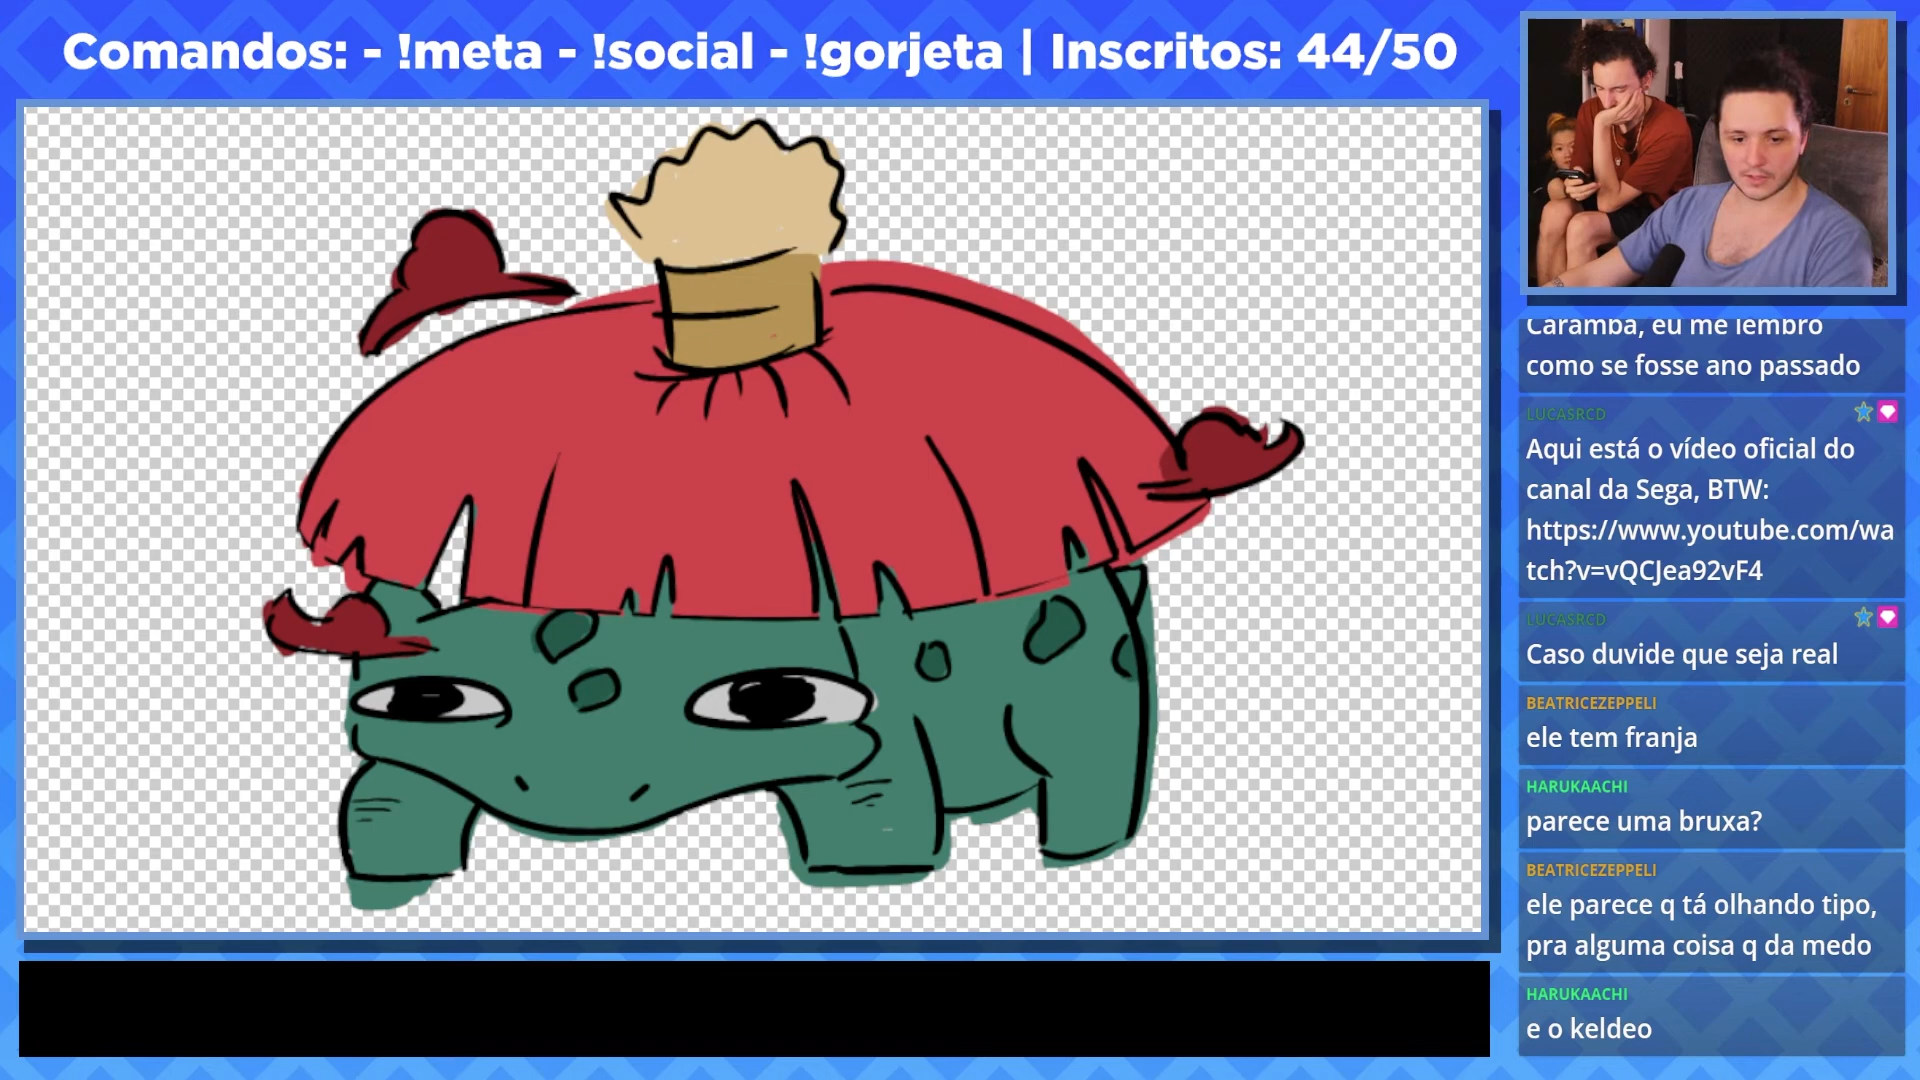 Comandos: - !meta - !social - !gorjeta | Inscritos: 44/50
Caramba, eu me lembro
como se fosse ano passado
LUCASRCD
Aqui está o vídeo oficial do
canal da Sega, BTW:
https://www.youtube.com/wa
tch?v=vQCJea92vF4
LUCASRCD
Caso duvide que seja real
BEATRICEZEPPELI
ele tem franja
HARUKAACHI
parece uma bruxa?
BEATRICEZEPPELI
ele parece q tá olhando tipo,
pra alguma coisa q da medo
HARUKAACHI
e o keldeo